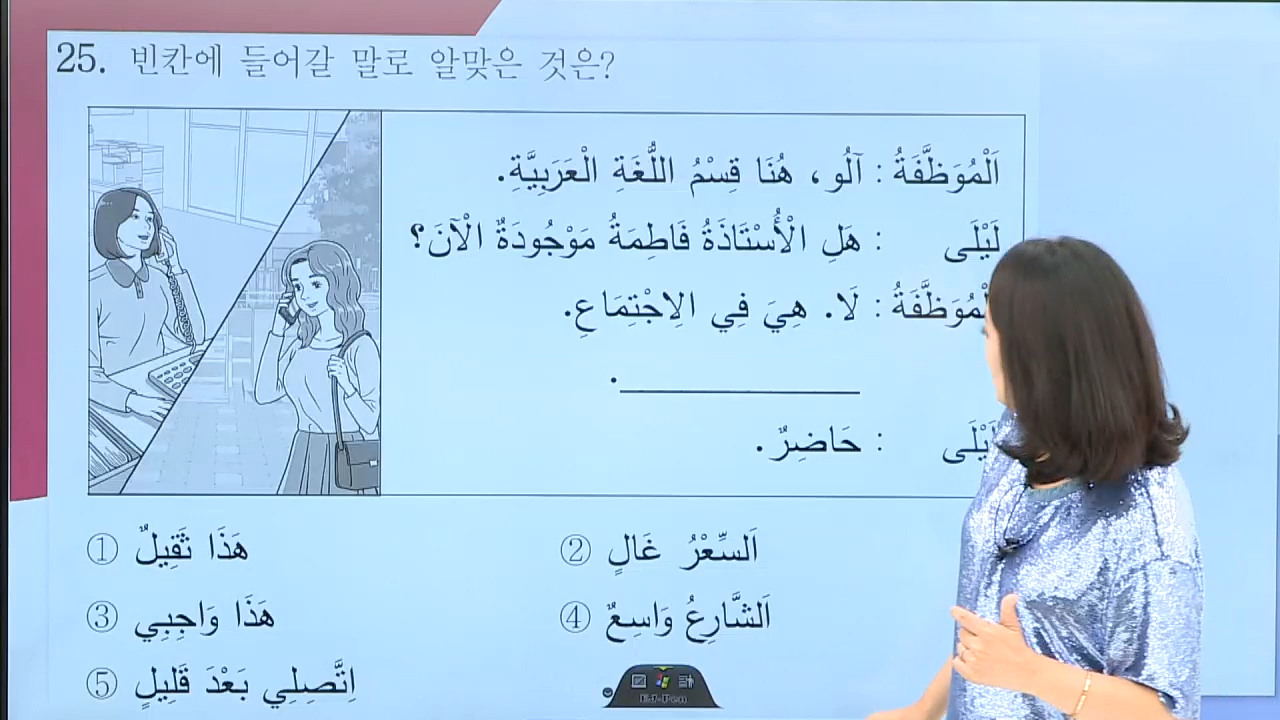 25. 빈칸에 들어갈 말로 알맞은 것은?
اَلْمُوَظَّفَةُ : آلُو، هُنَا قِسْمُ اللُّغَةِ الْعَرَبِيَّةِ.
لَيْلَى : هَلِ الْأُسْتَاذَةُ فَاطِمَةُ مَوْجُودَةٌ الْآنَ؟
لْمُوَظَّفَةُ : لَا. هِيَ فِي الِاجْتِمَاعِ.
.
لَيْلَى : حَاضِرٌ.
① هَذَا ثَقِيلٌ
② اَلسِّعْرُ غَالٍ
③ هَذَا وَاجِبِي
④ اَلشَّارِعُ وَاسِعٌ
⑤ اِتَّصِلِي بَعْدَ قَلِيلٍ